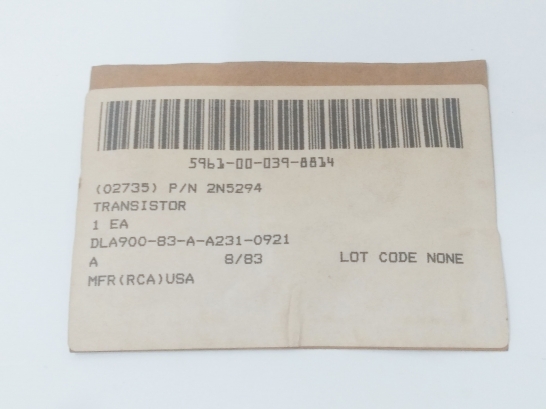 5961-00-039-8814
(02735) P/N 2N5294
TRANSISTOR
1 EA
DLA900-83-A-A231-0921
A 8/83 LOT CODE NONE
MFR(RCA)USA